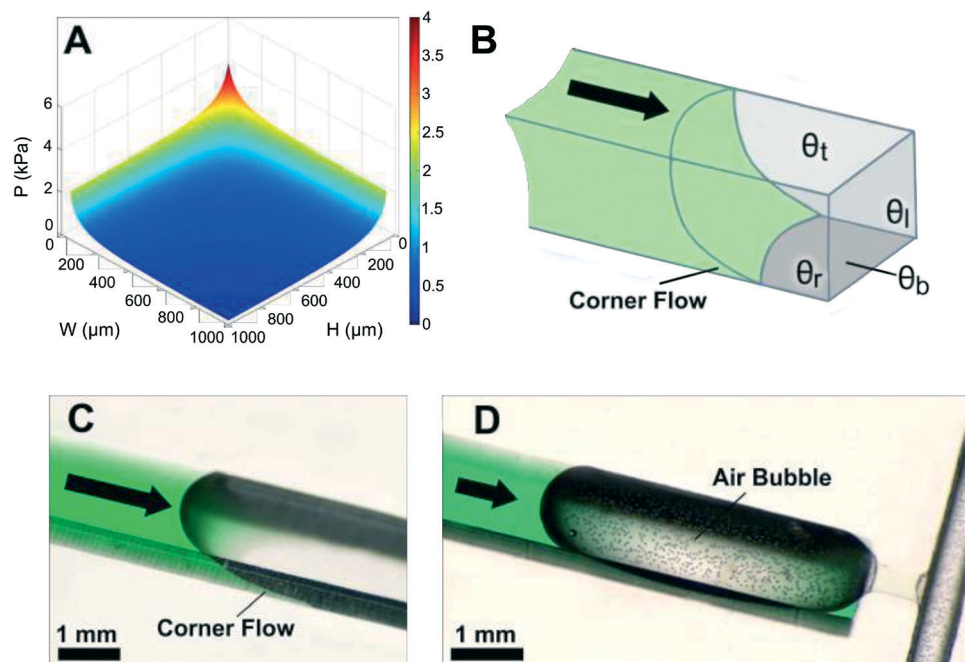 A
P (kPa)
6
4
2
0
0
200
400
600
800
1000
W (µm)
0
200
400
600
800
1000
H (µm)
4
3.5
3
2.5
2
1.5
1
0.5
0
B
θt
θl
θr
θb
Corner Flow
C
Corner Flow
1 mm
D
Air Bubble
1 mm